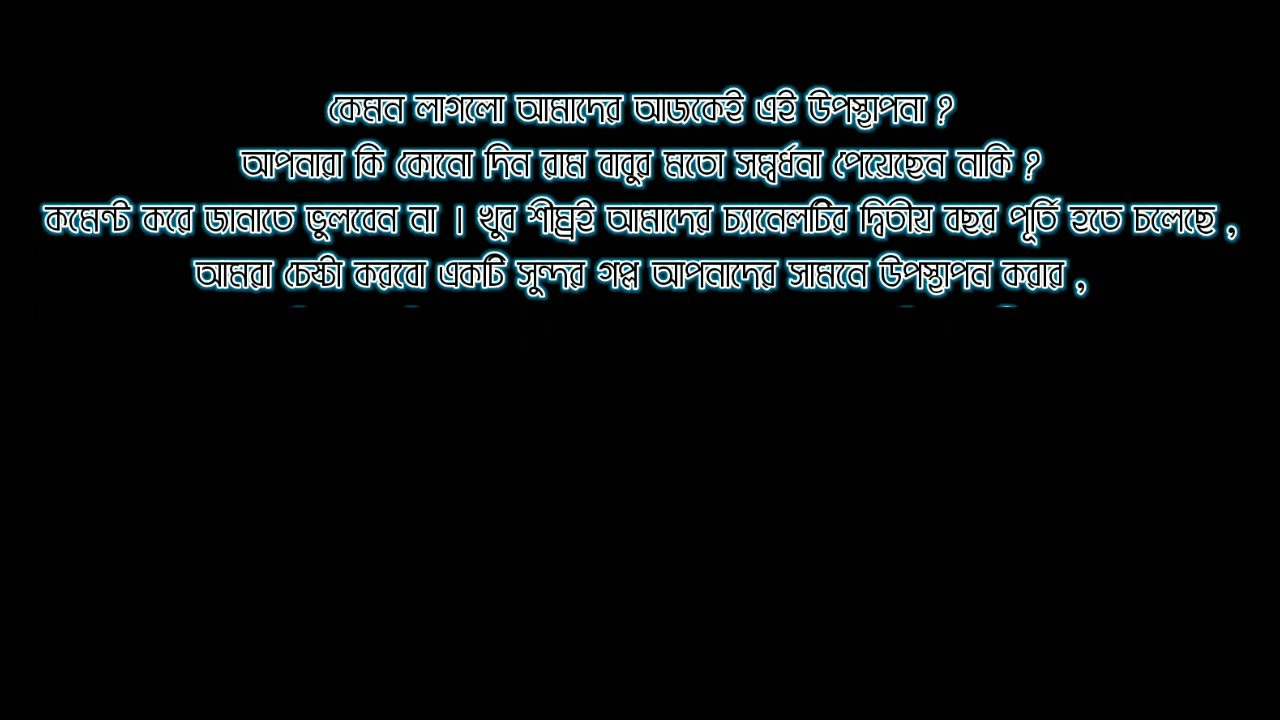 কেমন লাগলো আমাদের আজকেই এই উপস্থাপনা ?
আপনারা কি কোনো দিন রাম বাবুর মতো সম্বর্ধনা পেয়েছেন নাকি ?
কমেন্ট করে জানাতে ভুলবেন না । খুব শীঘ্রই আমাদের চ্যানেলটির দ্বিতীয় বছর পূর্তি হতে চলেছে ,
আমরা চেষ্টা করবো একটি সুন্দর গল্প আপনাদের সামনে উপস্থাপন করার ,